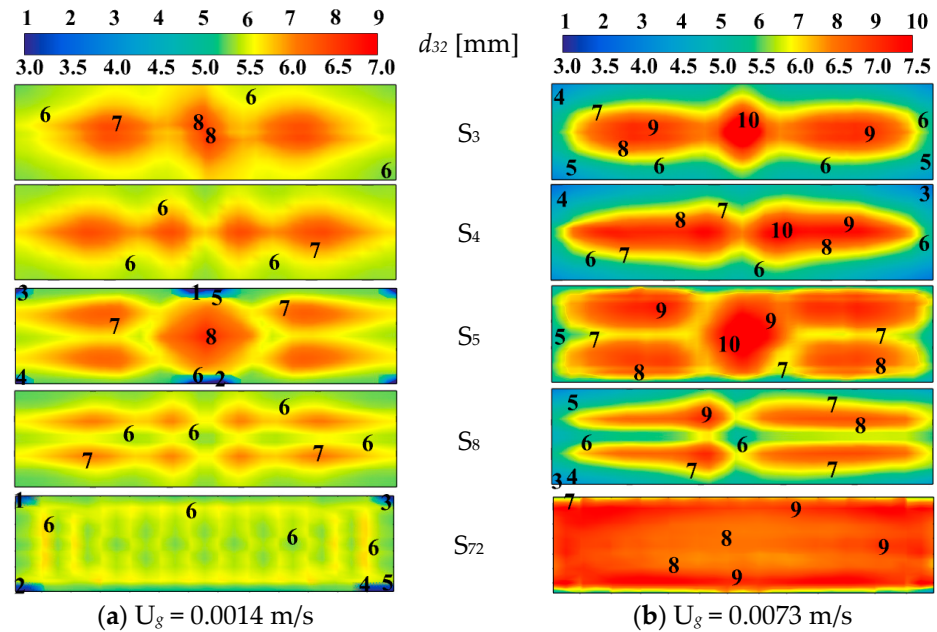 1 2 3 4 5 6 7 8 9
3.0 3.5 4.0 4.5 5.0 5.5 6.0 6.5 7.0
d32 [mm]
1 2 3 4 5 6 7 8 9 10
3.0 3.5 4.0 4.5 5.0 5.5 6.0 6.5 7.0 7.5
6 6 7 8 8 6
S3
4 7 9 10 9 6 8 5 6 6
6 7 6 6
S4
4 3 8 7 10 9 6 7 6 8 6
3 1 5 7 7 8 4 6 2
S5
9 9 5 7 10 7 8 7 8
6 6 6 6 7 7
S8
5 9 7 8 6 6 7 7 3 4
1 6 3 6 6 6 2 4 5
S72
7 9 8 9 8 9
(a) Ug = 0.0014 m/s
(b) Ug = 0.0073 m/s